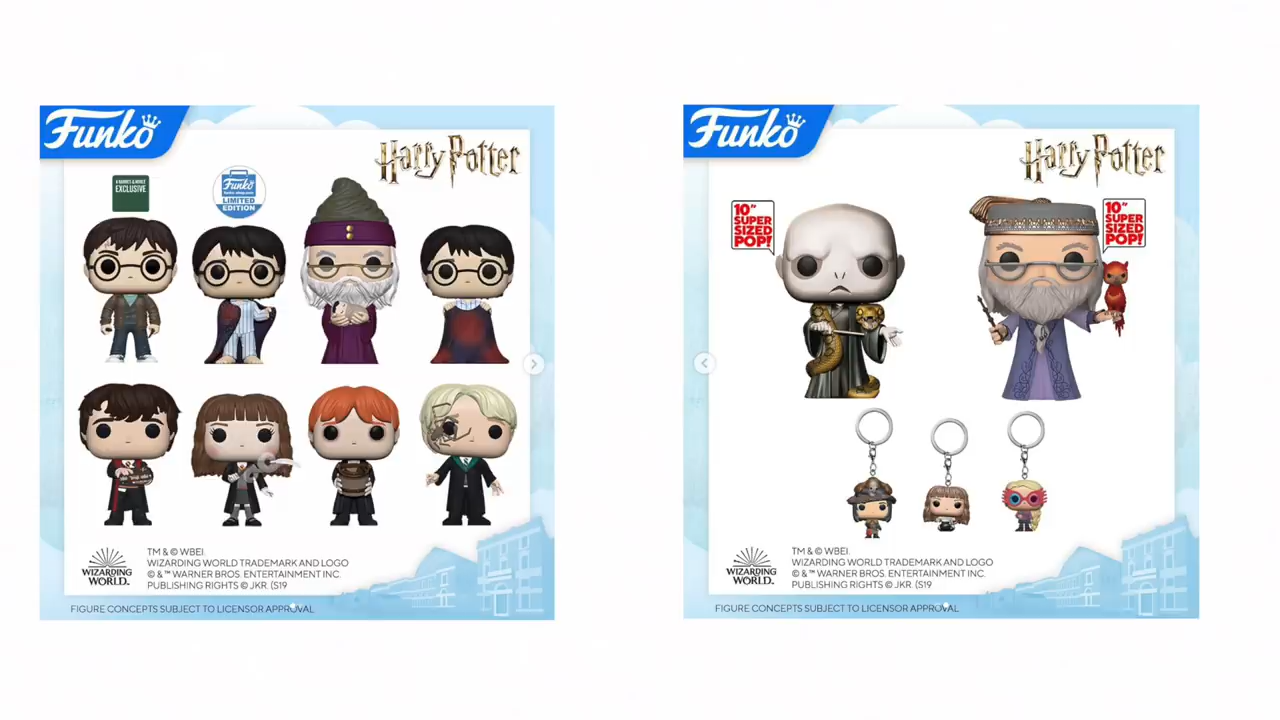 Funko
Harry Potter
EXCLUSIVE
Funko
LIMITED
EDITION
WIZARDING
WORLD
TM & © WBEI.
WIZARDING WORLD TRADEMARK AND LOGO
© & ™ WARNER BROS. ENTERTAINMENT INC.
PUBLISHING RIGHTS © JKR. (S19
FIGURE CONCEPTS SUBJECT TO LICENSOR APPROVAL
Funko
Harry Potter
10"
SUPER
SIZED
POP!
10"
SUPER
SIZED
POP!
WIZARDING
WORLD
TM & © WBEI.
WIZARDING WORLD TRADEMARK AND LOGO
© & ™ WARNER BROS. ENTERTAINMENT INC.
PUBLISHING RIGHTS © JKR. (S19
FIGURE CONCEPTS SUBJECT TO LICENSOR APPROVAL